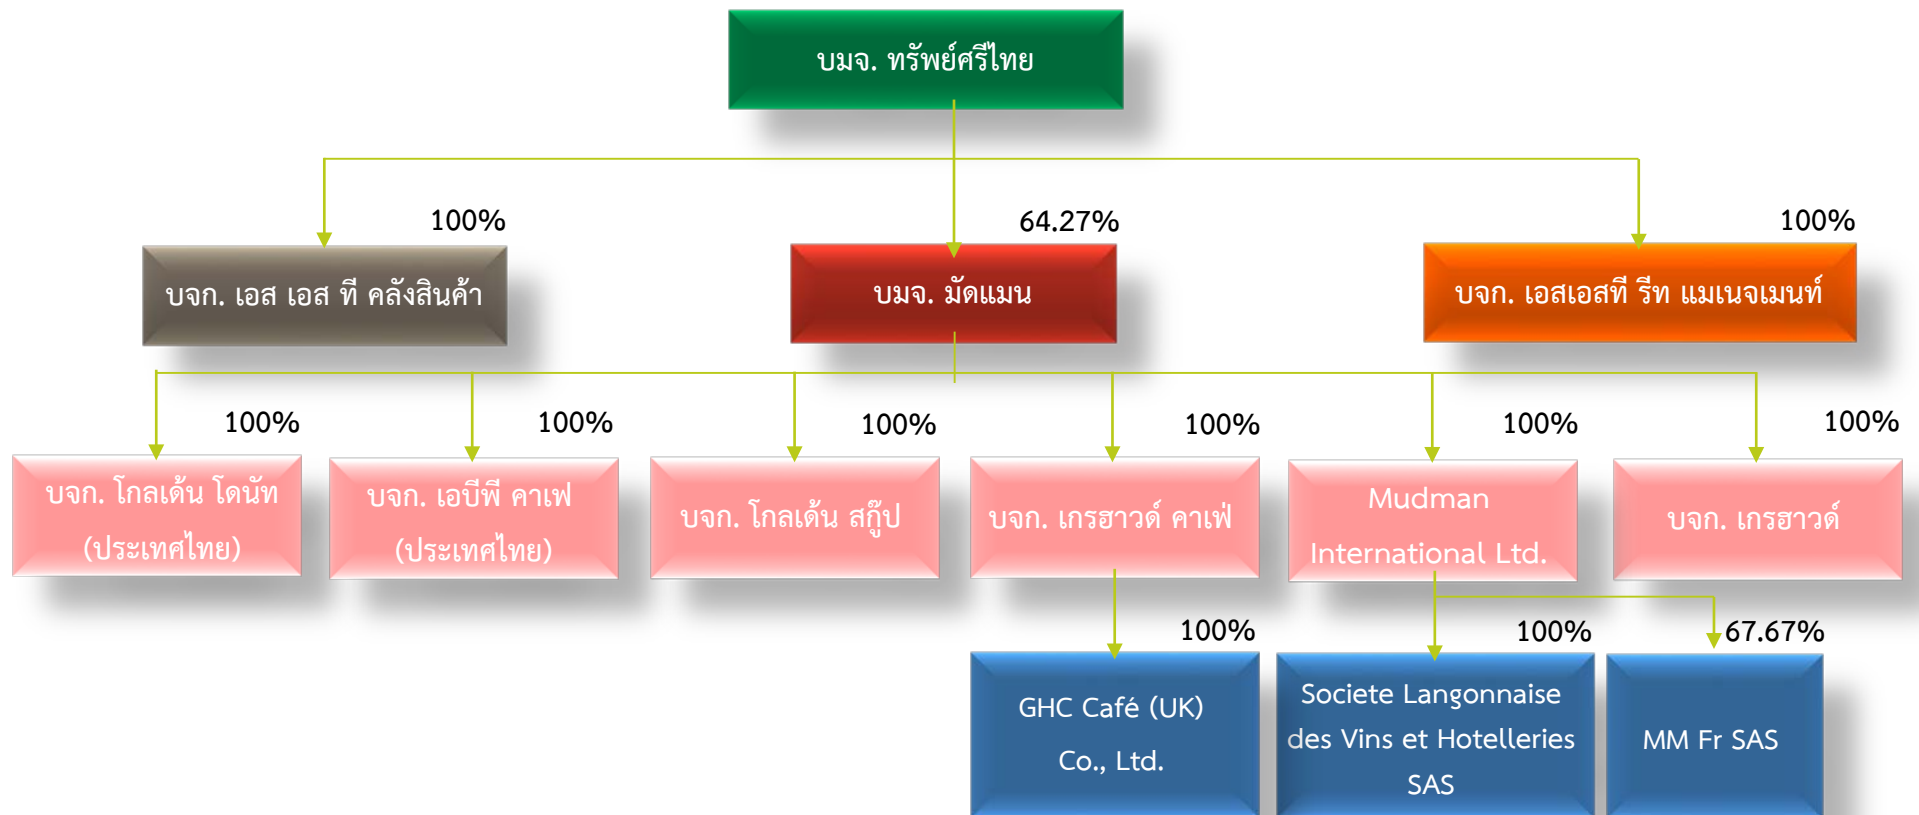 บมจ. ทรัพย์ศรีไทย
100%
64.27%
100%
บจก. เอส เอส ที คลังสินค้า
บมจ. มัดแมน
บจก. เอสเอสที รีท แมเนจเมนท์
100%
100%
100%
100%
100%
100%
บจก. โกลเด้น โดนัท
(ประเทศไทย)
บจก. เอบีพี คาเฟ่
(ประเทศไทย)
บจก. โกลเด้น สกู๊ป
บจก. เกรฮาวด์ คาเฟ่
Mudman
International Ltd.
บจก. เกรฮาวด์
100%
100%
67.67%
GHC Café (UK)
Co., Ltd.
Societe Langonnaise
des Vins et Hotelleries
SAS
MM Fr SAS